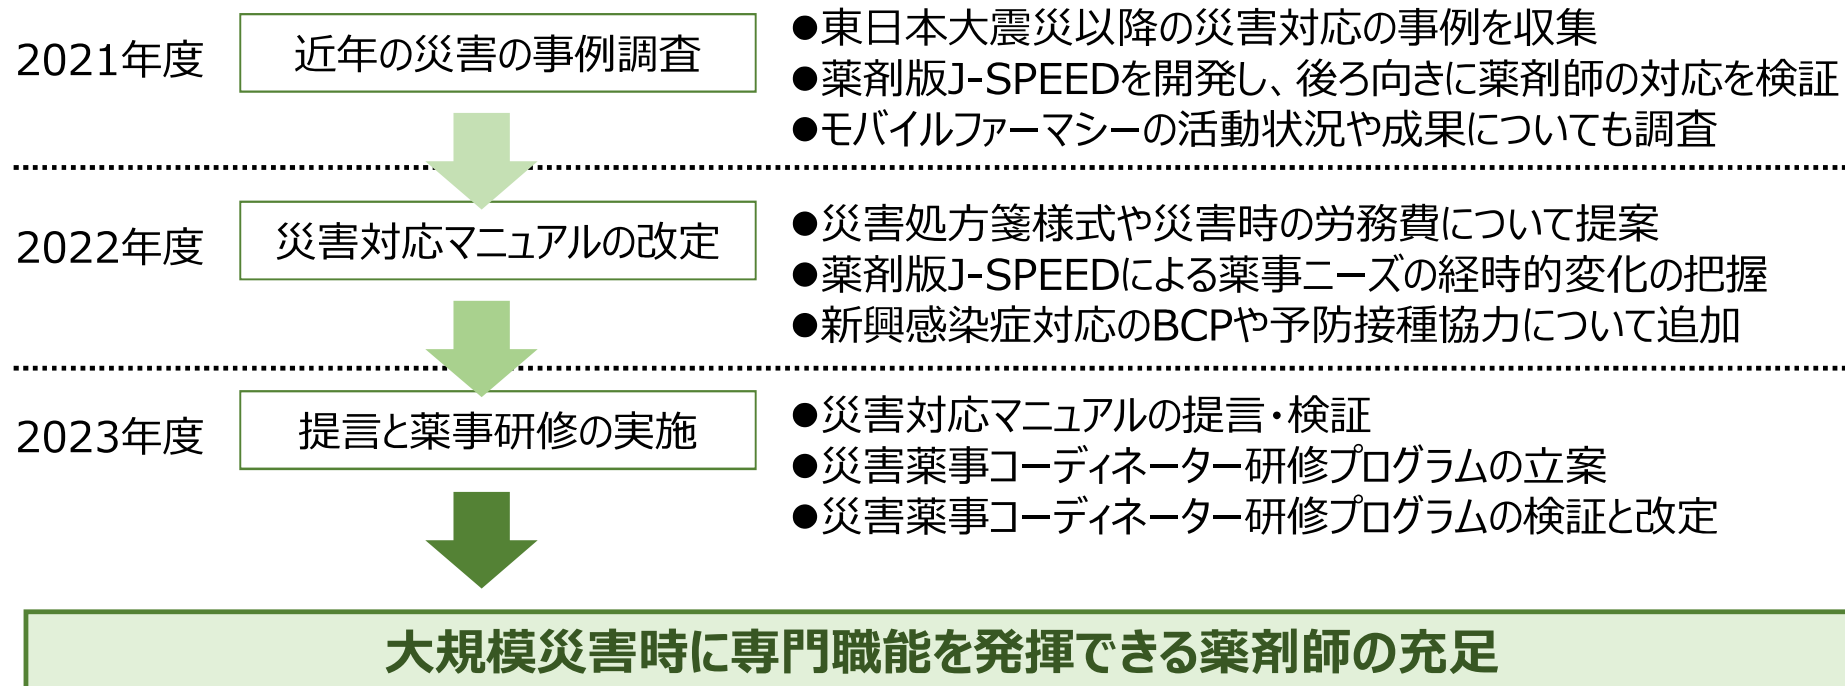 2021年度
近年の災害の事例調査
●東日本大震災以降の災害対応の事例を収集
●薬剤版J-SPEEDを開発し、後ろ向きに薬剤師の対応を検証
●モバイルファーマシーの活動状況や成果についても調査
2022年度
災害対応マニュアルの改定
●災害処方箋様式や災害時の労務費について提案
●薬剤版J-SPEEDによる薬事ニーズの経時的変化の把握
●新興感染症対応のBCPや予防接種協力について追加
2023年度
提言と薬事研修の実施
●災害対応マニュアルの提言・検証
●災害薬事コーディネーター研修プログラムの立案
●災害薬事コーディネーター研修プログラムの検証と改定
大規模災害時に専門職能を発揮できる薬剤師の充足